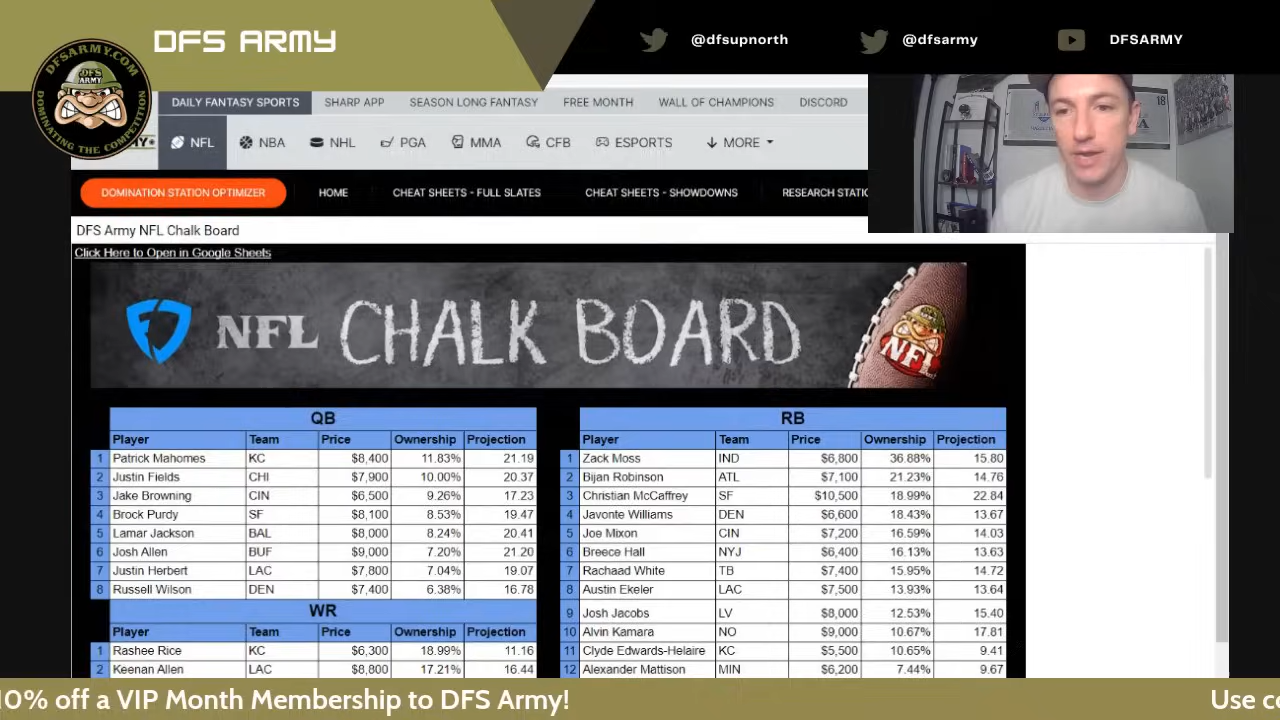 DFS ARMY
@dfsupnorth
@dfsarmy
DFSARMY
DFSARMY.COM
DFS
ARMY
DOMINATING THE COMPETITION
DAILY FANTASY SPORTS SHARP APP SEASON LONG FANTASY FREE MONTH WALL OF CHAMPIONS DISCORD
NFL NBA NHL PGA MMA CFB ESPORTS MORE
DOMINATION STATION OPTIMIZER HOME CHEAT SHEETS - FULL SLATES CHEAT SHEETS - SHOWDOWNS RESEARCH
18
DFS Army NFL Chalk Board
Click Here to Open in Google Sheets
NFL CHALK BOARD
NFL
QB
Player Team Price Ownership Projection
1 Patrick Mahomes KC $8,400 11.83% 21.19
2 Justin Fields CHI $7,900 10.00% 20.37
3 Jake Browning CIN $6,500 9.26% 17.23
4 Brock Purdy SF $8,100 8.53% 19.47
5 Lamar Jackson BAL $8,000 8.24% 20.41
6 Josh Allen BUF $9,000 7.20% 21.20
7 Justin Herbert LAC $7,800 7.04% 19.07
8 Russell Wilson DEN $7,400 6.38% 16.78
WR
Player Team Price Ownership Projection
1 Rashee Rice KC $6,300 18.99% 11.16
2 Keenan Allen LAC $8,800 17.21% 16.44
RB
Player Team Price Ownership Projection
1 Zack Moss IND $6,800 36.88% 15.80
2 Bijan Robinson ATL $7,100 21.23% 14.76
3 Christian McCaffrey SF $10,500 18.99% 22.84
4 Javonte Williams DEN $6,600 18.43% 13.67
5 Joe Mixon CIN $7,200 16.59% 14.03
6 Breece Hall NYJ $6,400 16.13% 13.63
7 Rachaad White TB $7,400 15.95% 14.72
8 Austin Ekeler LAC $7,500 13.93% 13.64
9 Josh Jacobs LV $8,000 12.53% 15.40
10 Alvin Kamara NO $9,000 10.67% 17.81
11 Clyde Edwards-Helaire KC $5,500 10.65% 9.41
12 Alexander Mattison MIN $6,200 7.44% 9.67
10% off a VIP Month Membership to DFS Army! Use